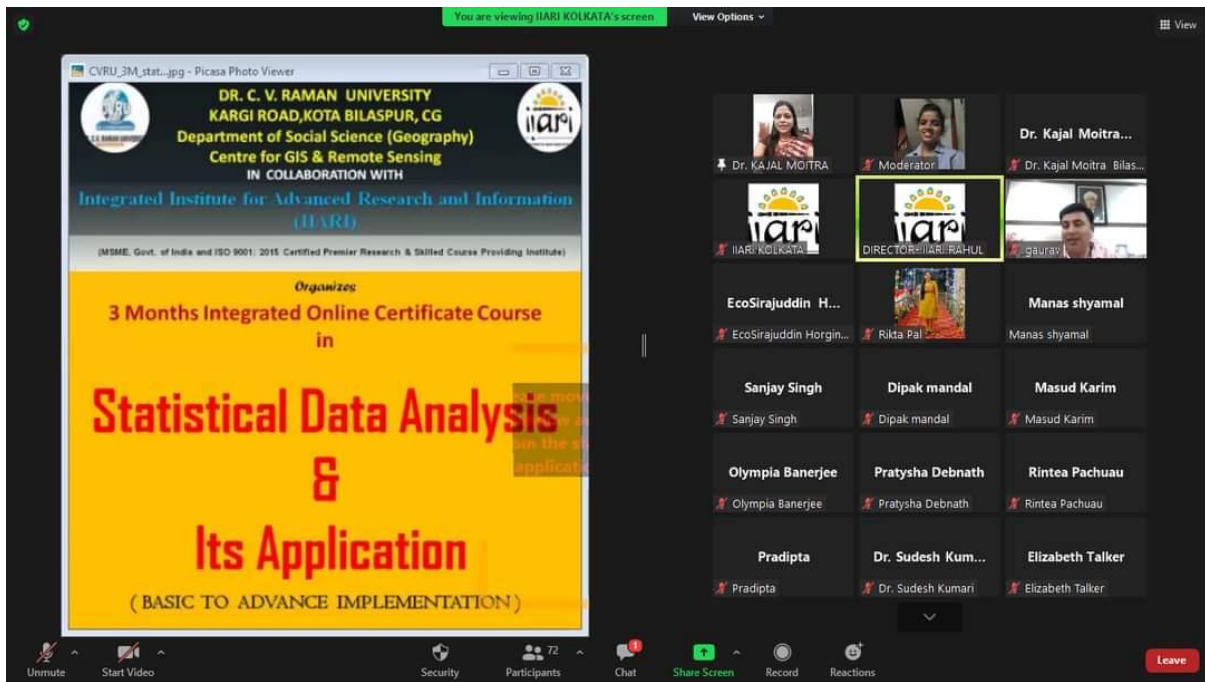 You are viewing IIARI KOLKATA's screen
View Options
View
CVRU_3M_stat...jpg - Picasa Photo Viewer
DR. C. V. RAMAN UNIVERSITY
KARGI ROAD,KOTA BILASPUR, CG
Department of Social Science (Geography)
Centre for GIS & Remote Sensing
IN COLLABORATION WITH
Integrated Institute for Advanced Research and Information
(IIARI)
(MSME, Govt. of India and ISO 9001: 2015 Certified Premier Research & Skilled Course Providing Institute)
Organizes
3 Months Integrated Online Certificate Course
in
Statistical Data Analysis
&
Its Application
( BASIC TO ADVANCE IMPLEMENTATION )
CVRU
iiari
Dr. KAJAL MOITRA
Moderator
Dr. Kajal Moitra...
Dr. Kajal Moitra Bilas...
iiari
IIARI KOLKATA
iiari
DIRECTOR- IIARI RAHUL
gaurav
EcoSirajuddin H...
EcoSirajuddin Horgin...
Rikta Pal
Manas shyamal
Manas shyamal
Sanjay Singh
Sanjay Singh
Dipak mandal
Dipak mandal
Masud Karim
Masud Karim
Olympia Banerjee
Olympia Banerjee
Pratysha Debnath
Pratysha Debnath
Rintea Pachuau
Rintea Pachuau
Pradipta
Pradipta
Dr. Sudesh Kum...
Dr. Sudesh Kumari
Elizabeth Talker
Elizabeth Talker
Unmute
Start Video
Security
72
Participants
1
Chat
Share Screen
Record
Reactions
Leave